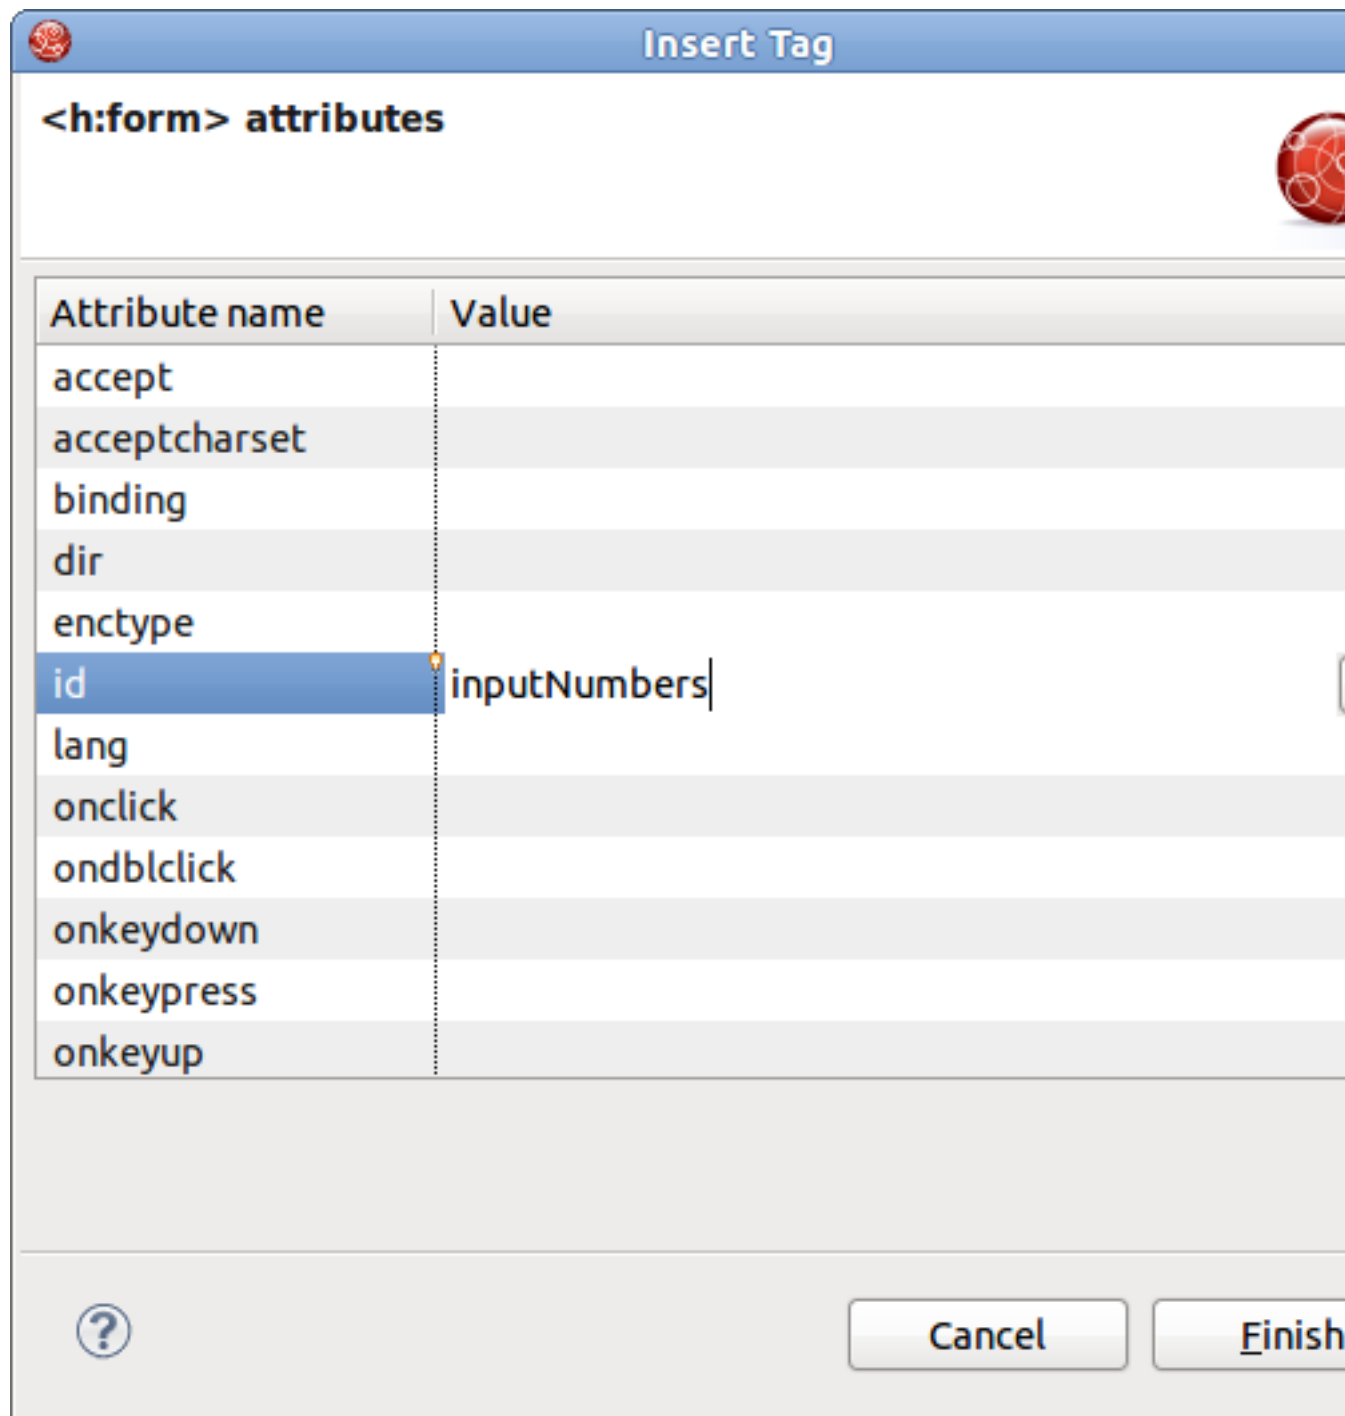 Insert Tag
<h:form> attributes
Attribute name Value
accept
acceptcharset
binding
dir
enctype
id inputNumbers
lang
onclick
ondblclick
onkeydown
onkeypress
onkeyup
? Cancel Finish